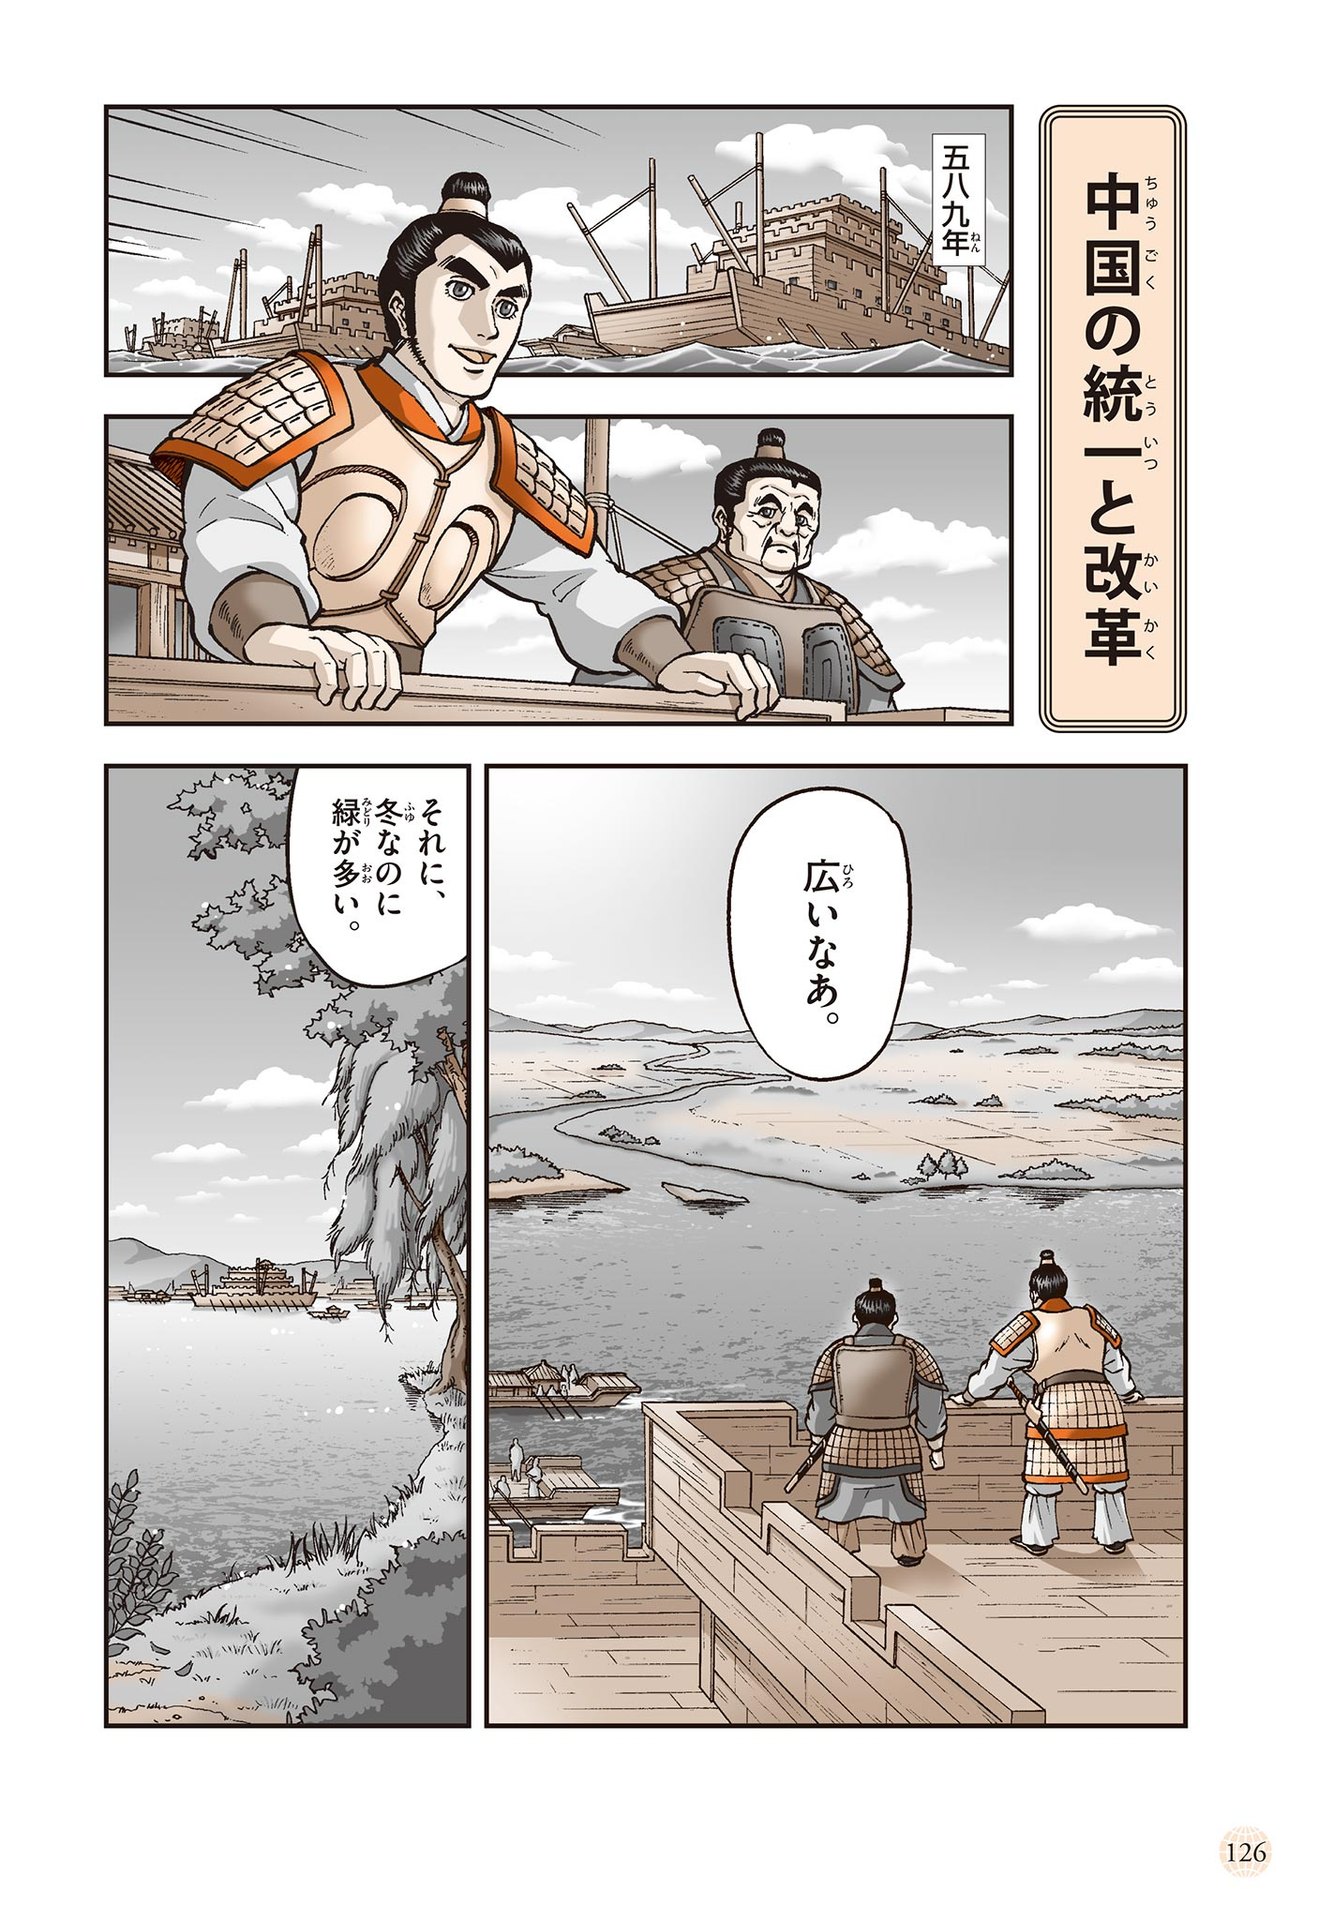 中国の統一と改革
五八九年
広いなあ。
それに、
冬なのに
緑が多い。
126